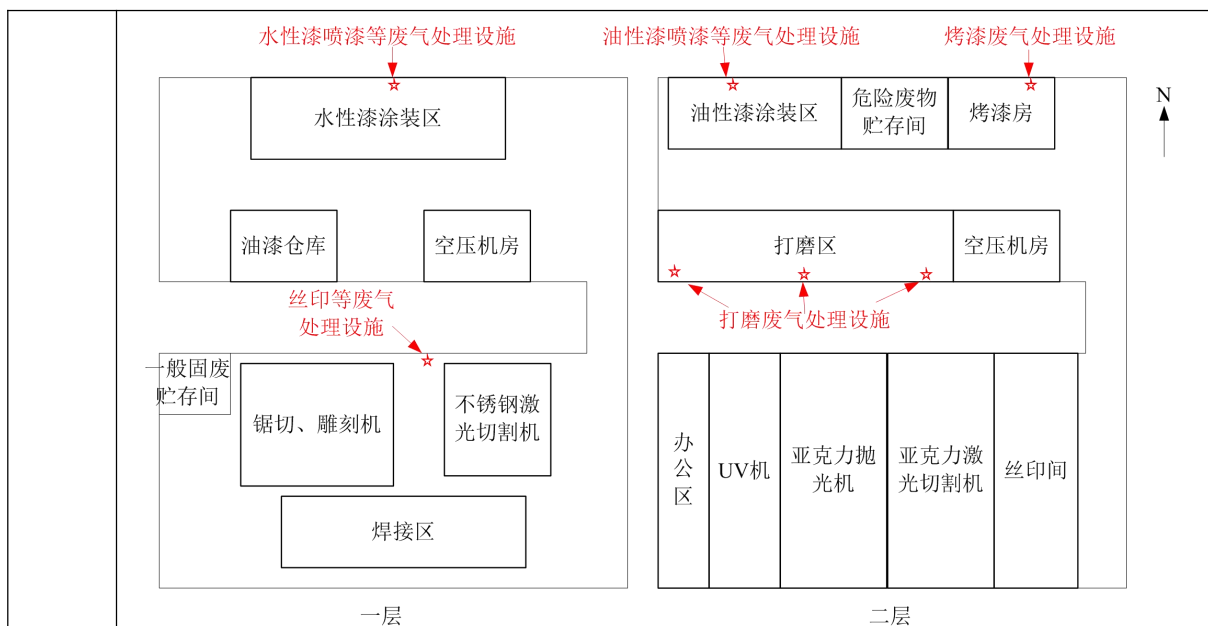 水性漆喷漆等废气处理设施
油性漆喷漆等废气处理设施
烤漆废气处理设施
水性漆涂装区
油性漆涂装区
危险废物
贮存间
烤漆房
N
油漆仓库
空压机房
打磨区
空压机房
丝印等废气
处理设施
打磨废气处理设施
一般固废
贮存间
锯切、雕刻机
不锈钢激
光切割机
焊接区
办
公
区
UV机
亚克力抛
光机
亚克力激
光切割机
丝印间
一层
二层